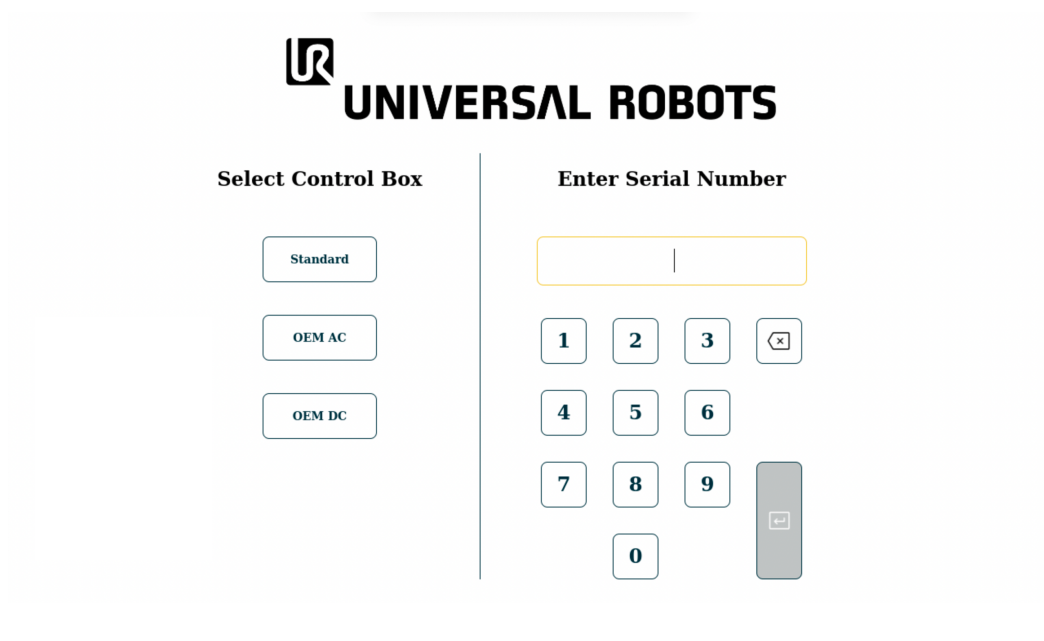 UR
UNIVERSAL ROBOTS
Select Control Box
Enter Serial Number
Standard
OEM AC
OEM DC
1 2 3
4 5 6
7 8 9
0